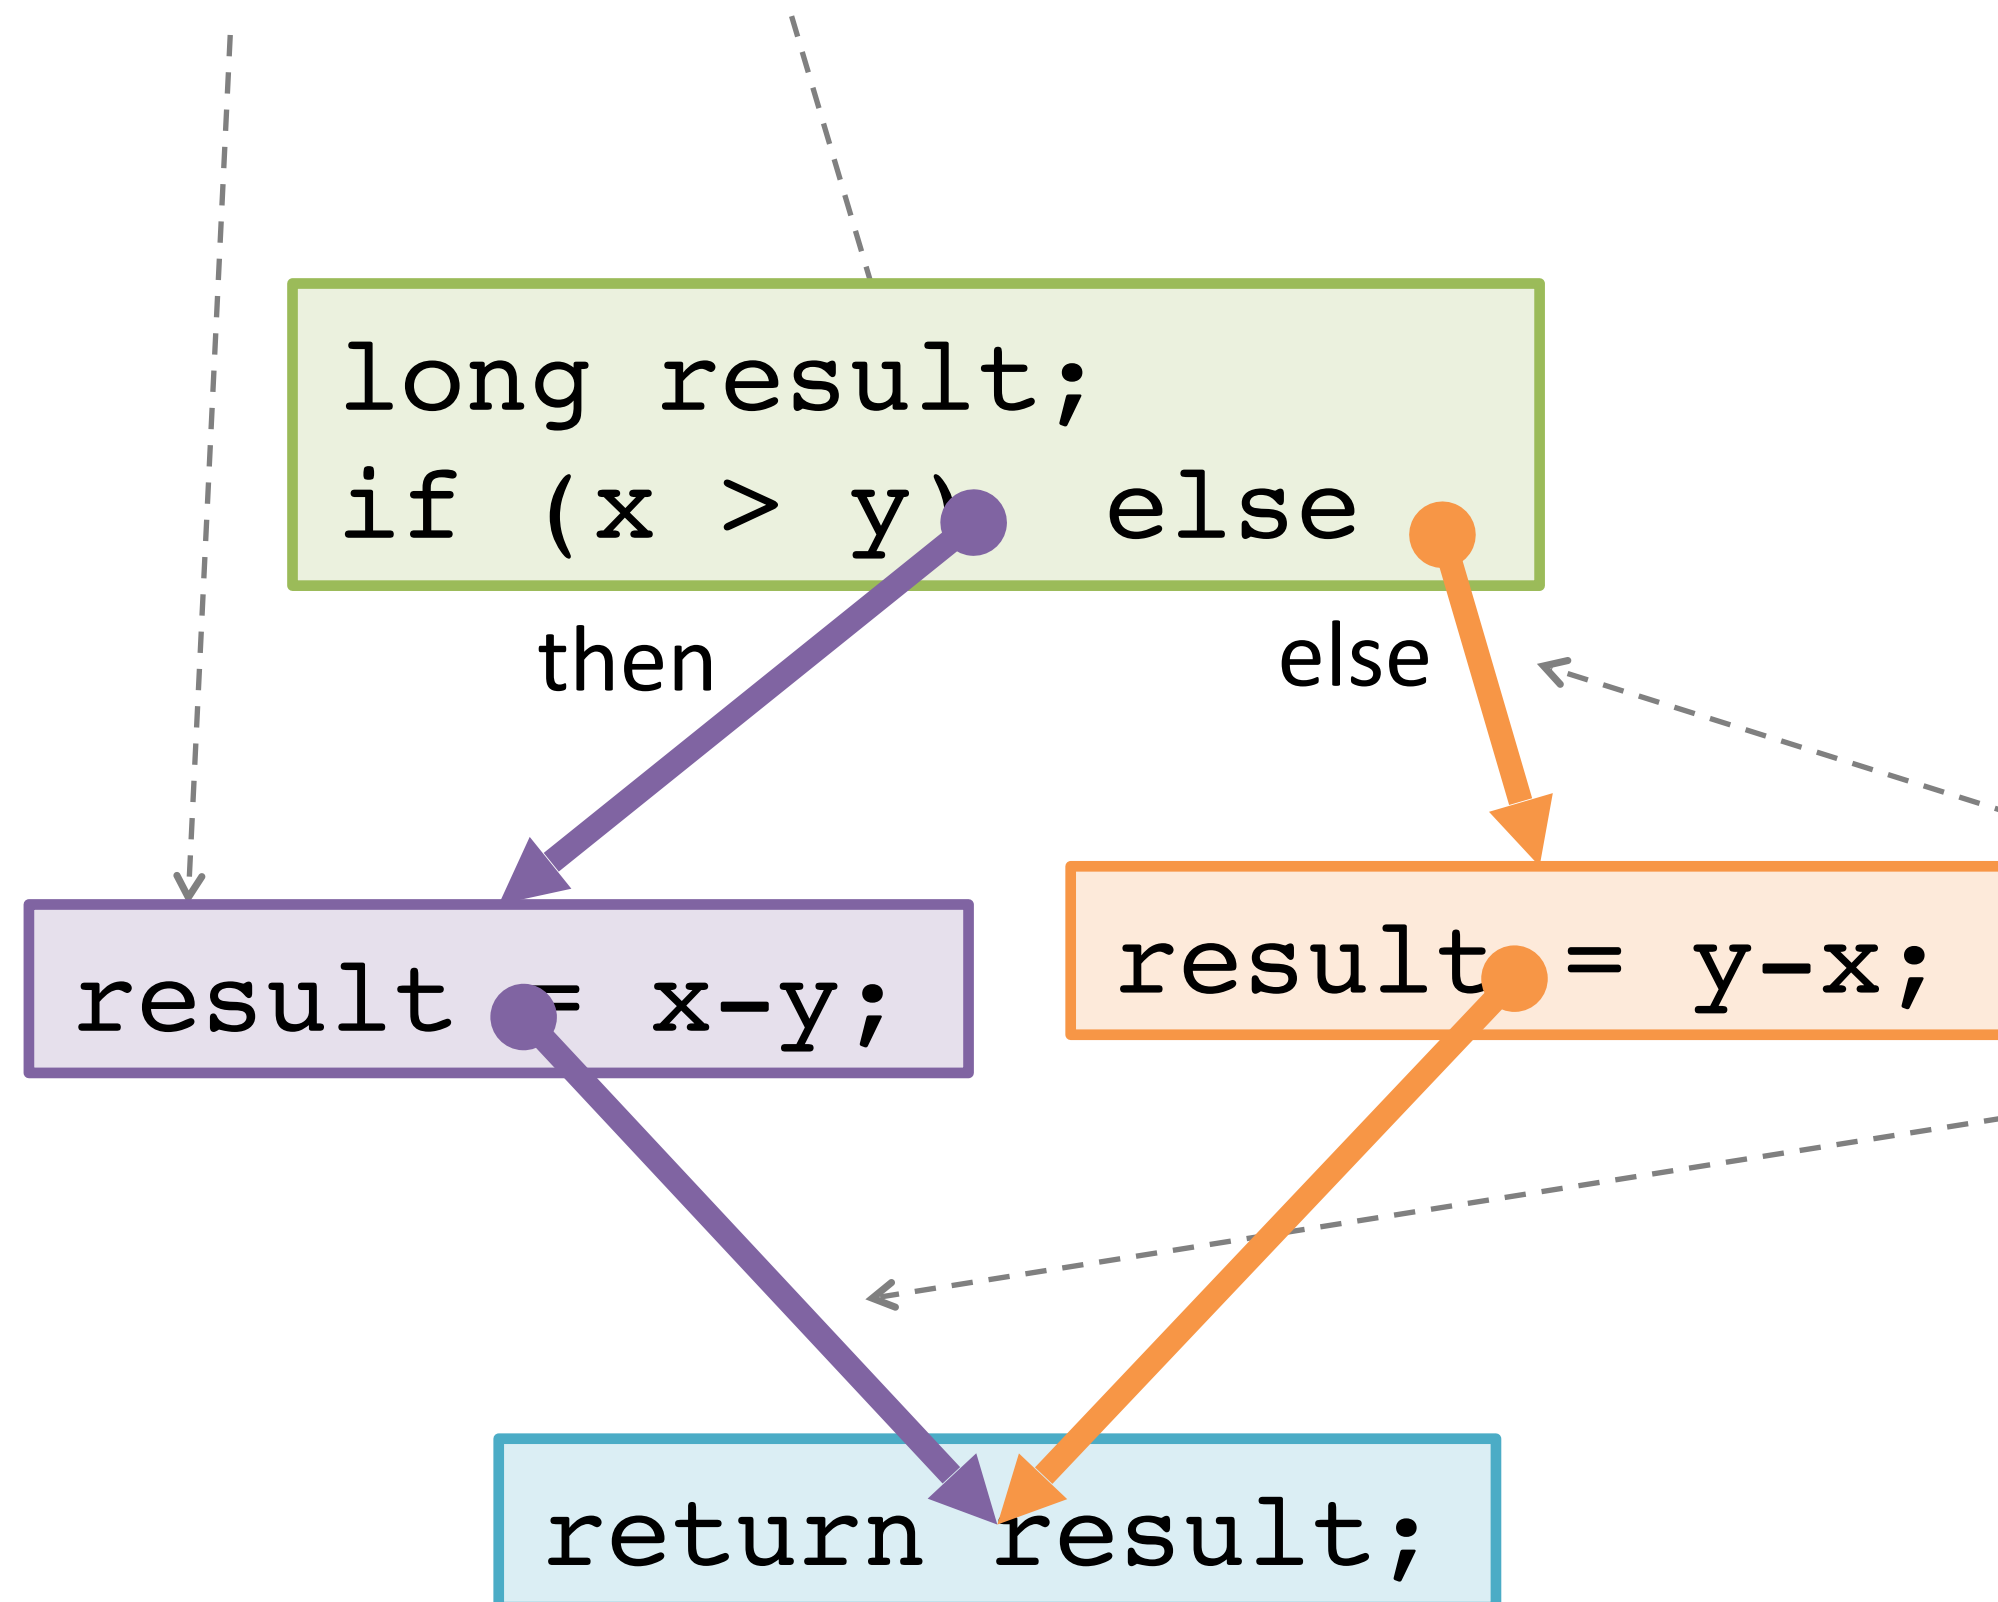 long result;
if (x > y) else
then
else
result = x-y;
result = y-x;
return result;